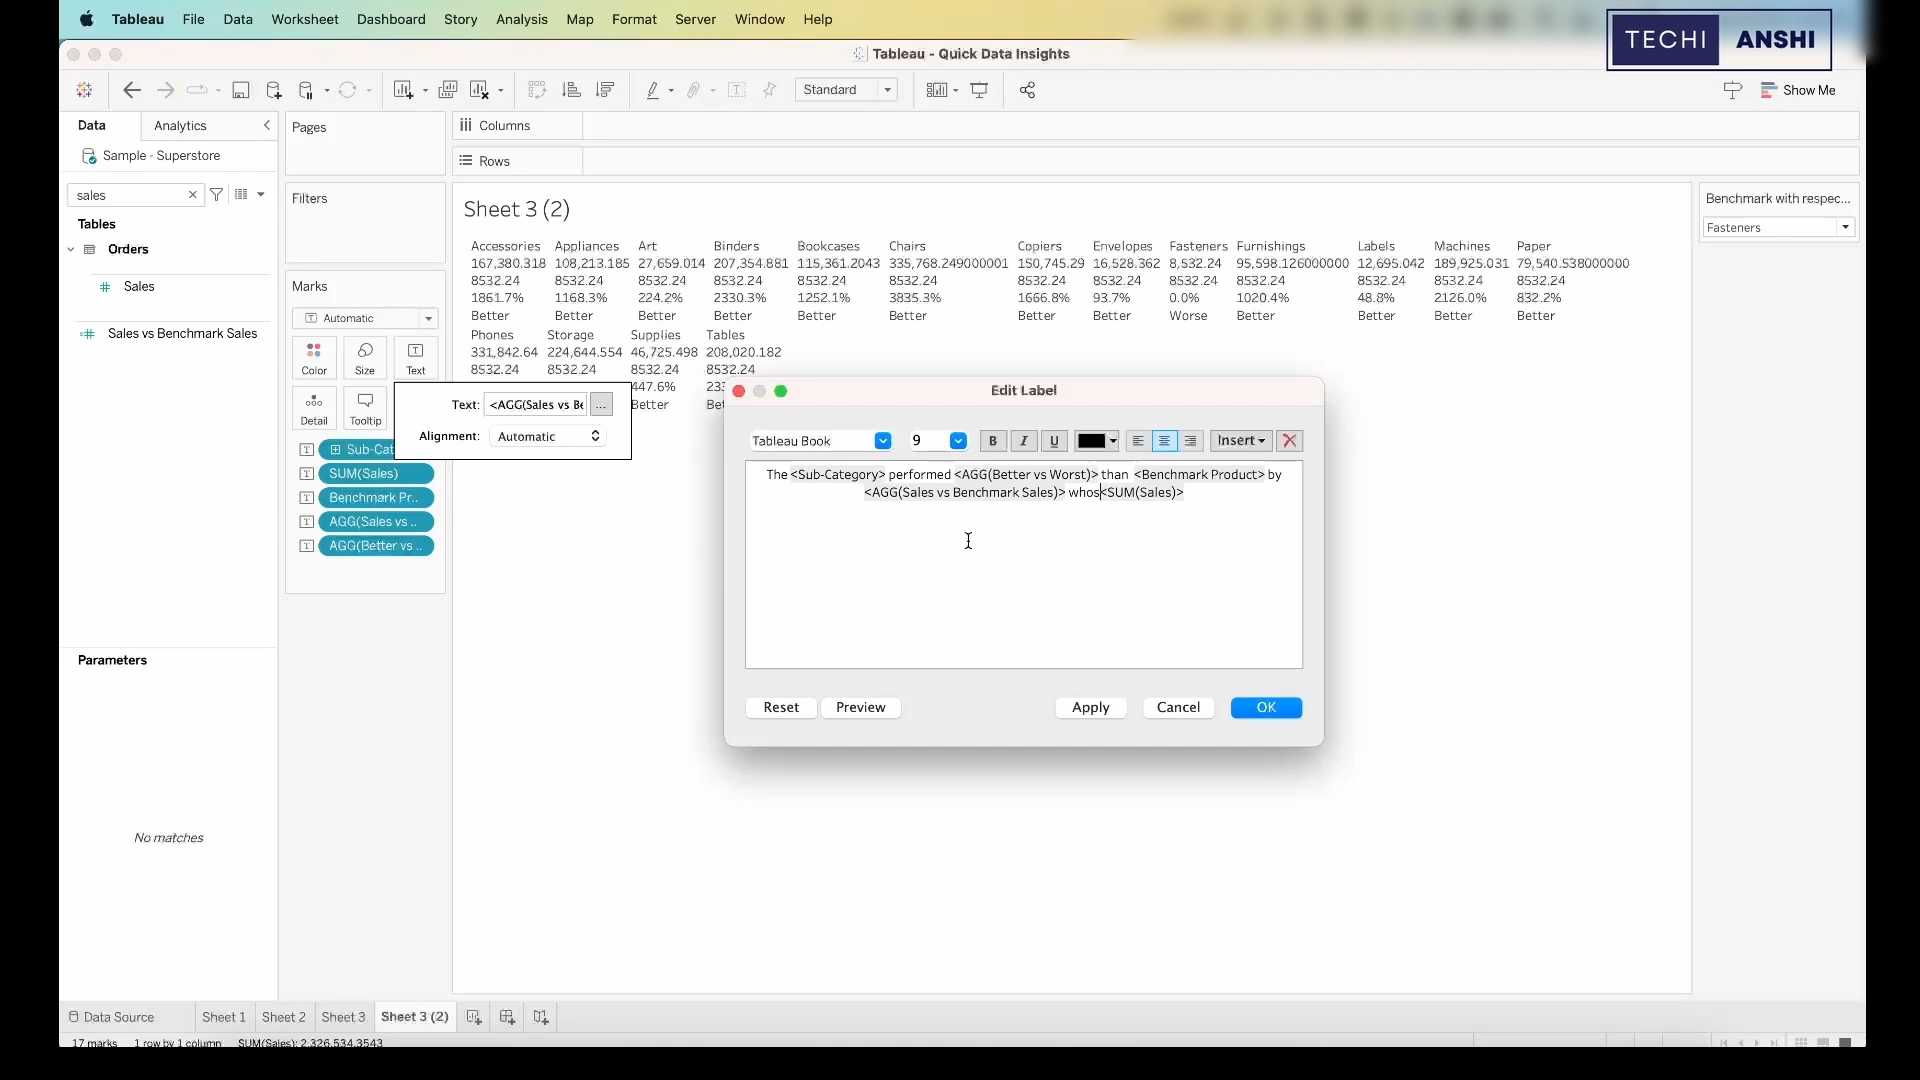 Tableau File Data Worksheet Dashboard Story Analysis Map Format Server Window Help
TECHI ANSHI
Tableau - Quick Data Insights
Standard
Show Me
Data Analytics
Pages
Columns
Sample - Superstore
Rows
sales
Filters
Sheet 3 (2)
Benchmark with respec...
Fasteners
Tables
Orders
Sales
Sales vs Benchmark Sales
Marks
Automatic
Color Size Text
Detail Tooltip
Text: <AGG(Sales vs Be ...
Alignment: Automatic
Sub-Cat
SUM(Sales)
Benchmark Pr..
AGG(Sales vs ..
AGG(Better vs ..
Accessories Appliances Art Binders Bookcases Chairs Copiers Envelopes Fasteners Furnishings Labels Machines Paper
167,380.318 108,213.185 27,659.014 207,354.881 115,361.2043 335,768.249000001 150,745.29 16,528.362 8,532.24 95,598.126000000 12,695.042 189,925.031 79,540.538000000
8532.24 8532.24 8532.24 8532.24 8532.24 8532.24 8532.24 8532.24 8532.24 8532.24 8532.24 8532.24 8532.24
1861.7% 1168.3% 224.2% 2330.3% 1252.1% 3835.3% 1666.8% 93.7% 0.0% 1020.4% 48.8% 2126.0% 832.2%
Better Better Better Better Better Better Better Better Worse Better Better Better Better
Phones Storage Supplies Tables
331,842.64 224,644.554 46,725.498 208,020.182
8532.24 8532.24 8532.24 8532.24
447.6% 233
Better Bet
Edit Label
Tableau Book 9 B I U Insert
The <Sub-Category> performed <AGG(Better vs Worst)> than <Benchmark Product> by
<AGG(Sales vs Benchmark Sales)> whos<SUM(Sales)>
Reset Preview Apply Cancel OK
Parameters
No matches
Data Source Sheet 1 Sheet 2 Sheet 3 Sheet 3 (2)
17 marks 1 row by 1 column SUM(Sales): 2,326,534.3543